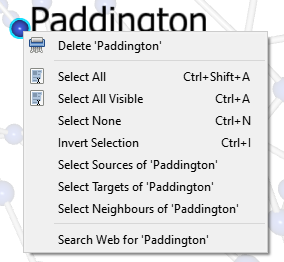 Paddington
Delete 'Paddington'
Select All Ctrl+Shift+A
Select All Visible Ctrl+A
Select None Ctrl+N
Invert Selection Ctrl+I
Select Sources of 'Paddington'
Select Targets of 'Paddington'
Select Neighbours of 'Paddington'
Search Web for 'Paddington'